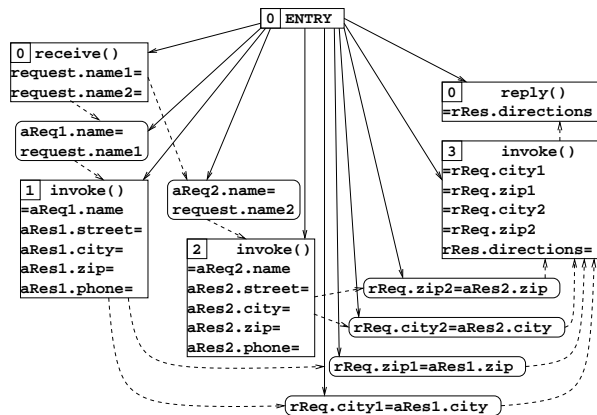 0 ENTRY
0 receive()
request.name1=
request.name2=
aReq1.name=
request.name1
1 invoke()
=aReq1.name
aRes1.street=
aRes1.city=
aRes1.zip=
aRes1.phone=
aReq2.name=
request.name2
2 invoke()
=aReq2.name
aRes2.street=
aRes2.city=
aRes2.zip=
aRes2.phone=
0 reply()
=rRes.directions
3 invoke()
=rReq.city1
=rReq.zip1
=rReq.city2
=rReq.zip2
rRes.directions=
rReq.zip2=aRes2.zip
rReq.city2=aRes2.city
rReq.zip1=aRes1.zip
rReq.city1=aRes1.city